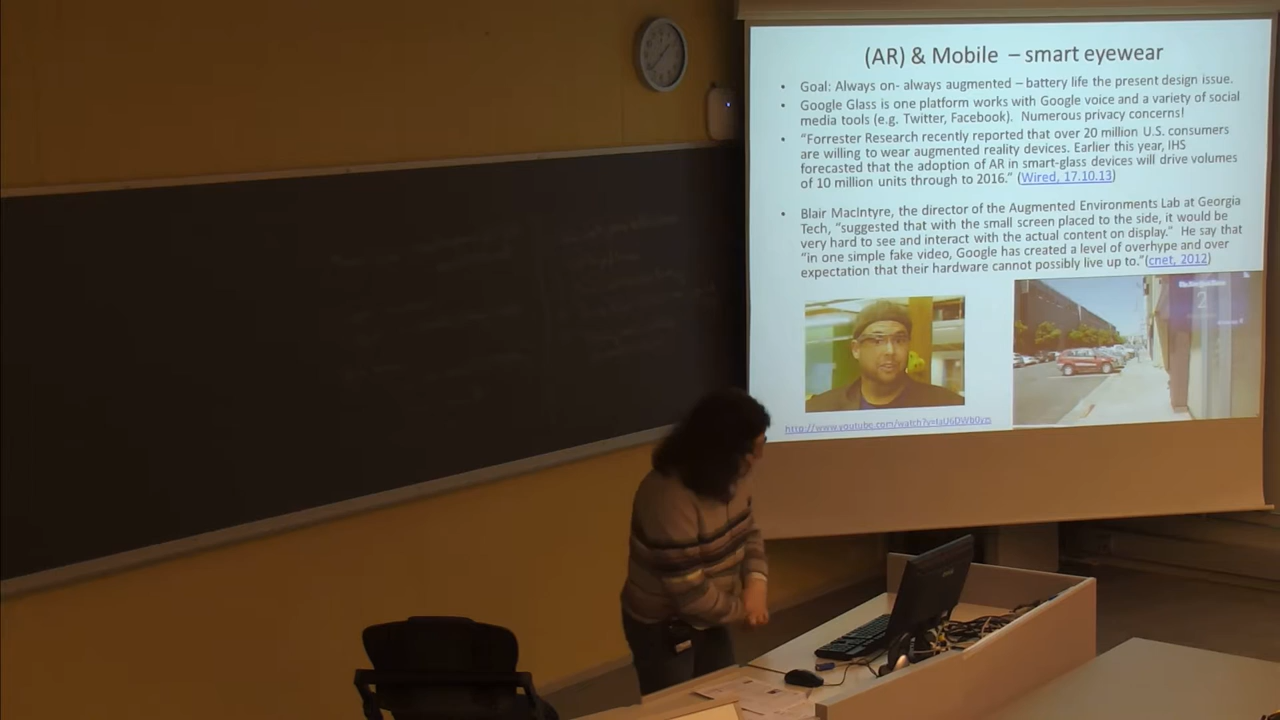 (AR) & Mobile – smart eyewear
• Goal: Always on- always augmented – battery life the present design issue.
• Google Glass is one platform works with Google voice and a variety of social
media tools (e.g. Twitter, Facebook). Numerous privacy concerns!
• “Forrester Research recently reported that over 20 million U.S. consumers
are willing to wear augmented reality devices. Earlier this year, IHS
forecasted that the adoption of AR in smart-glass devices will drive volumes
of 10 million units through to 2016.” (Wired, 17.10.13)
• Blair MacIntyre, the director of the Augmented Environments Lab at Georgia
Tech, “suggested that with the small screen placed to the side, it would be
very hard to see and interact with the actual content on display.” He say that
“in one simple fake video, Google has created a level of overhype and over
expectation that their hardware cannot possibly live up to.”(cnet, 2012)
2